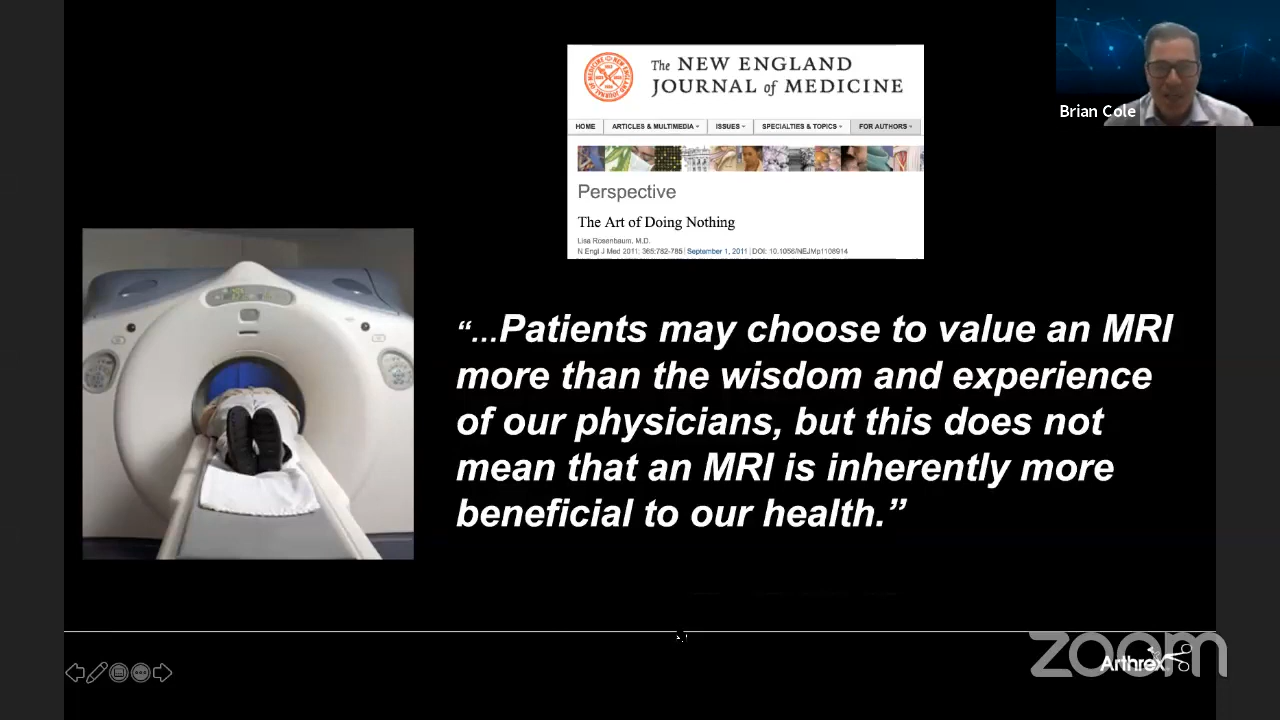 Brian Cole
The NEW ENGLAND
JOURNAL of MEDICINE
HOME ARTICLES & MULTIMEDIA ISSUES SPECIALTIES & TOPICS FOR AUTHORS
Perspective
The Art of Doing Nothing
Lisa Rosenbaum, M.D.
N Engl J Med 2011; 365:782-785 | September 1, 2011 | DOI: 10.1056/NEJMp1108914
“...Patients may choose to value an MRI
more than the wisdom and experience
of our physicians, but this does not
mean that an MRI is inherently more
beneficial to our health.”
zoom
Arthrex